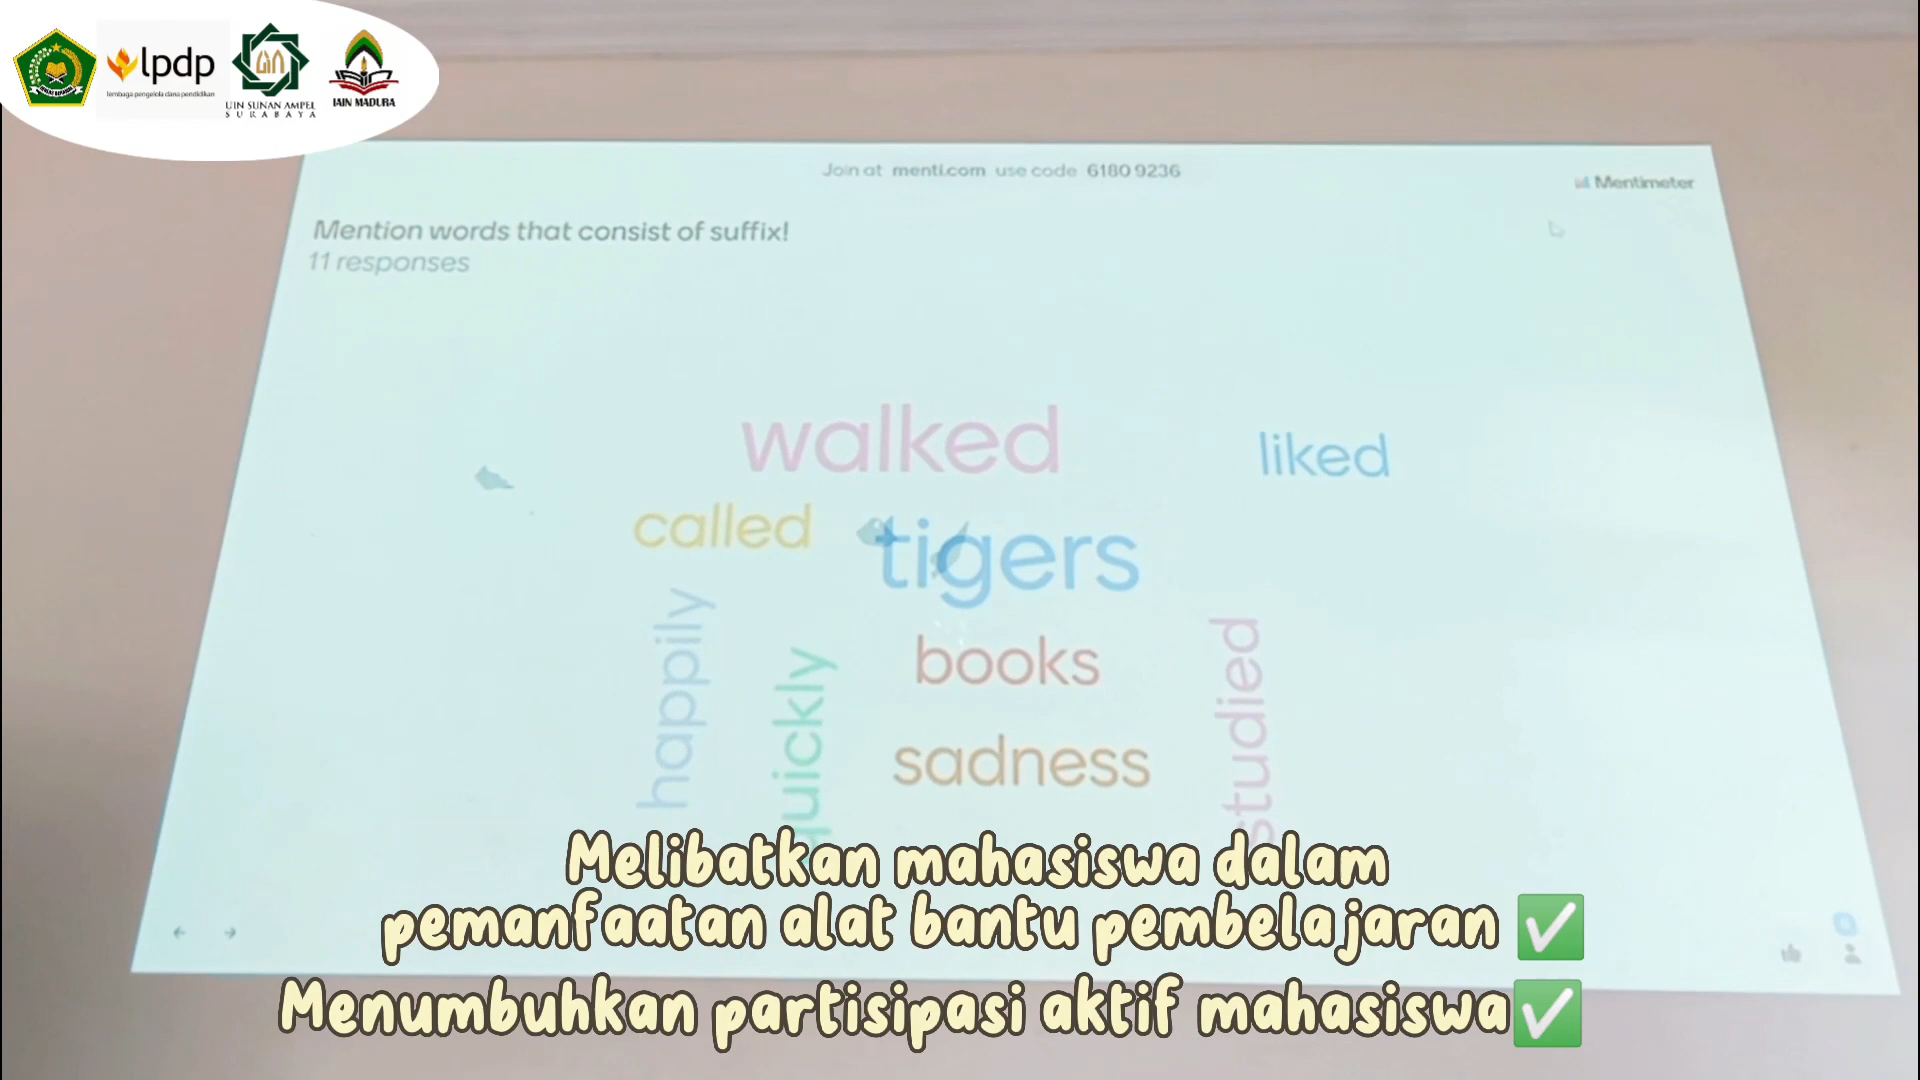 lpdp
lembaga pengelola dana pendidikan
UIN SUNAN AMPEL
SURABAYA
IAIN MADURA
Join at menti.com use code 6180 9236
Mentimeter
Mention words that consist of suffix!
11 responses
walked
liked
called
tigers
happily
quickly
books
studied
sadness
Melibatkan mahasiswa dalam
pemanfaatan alat bantu pembelajaran ✅
Menumbuhkan partisipasi aktif mahasiswa✅